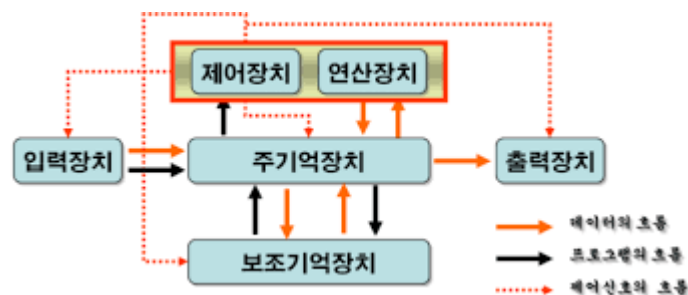 제어장치
연산장치
입력장치
주기억장치
출력장치
보조기억장치
데이터의 흐름
프로그램의 흐름
제어신호의 흐름